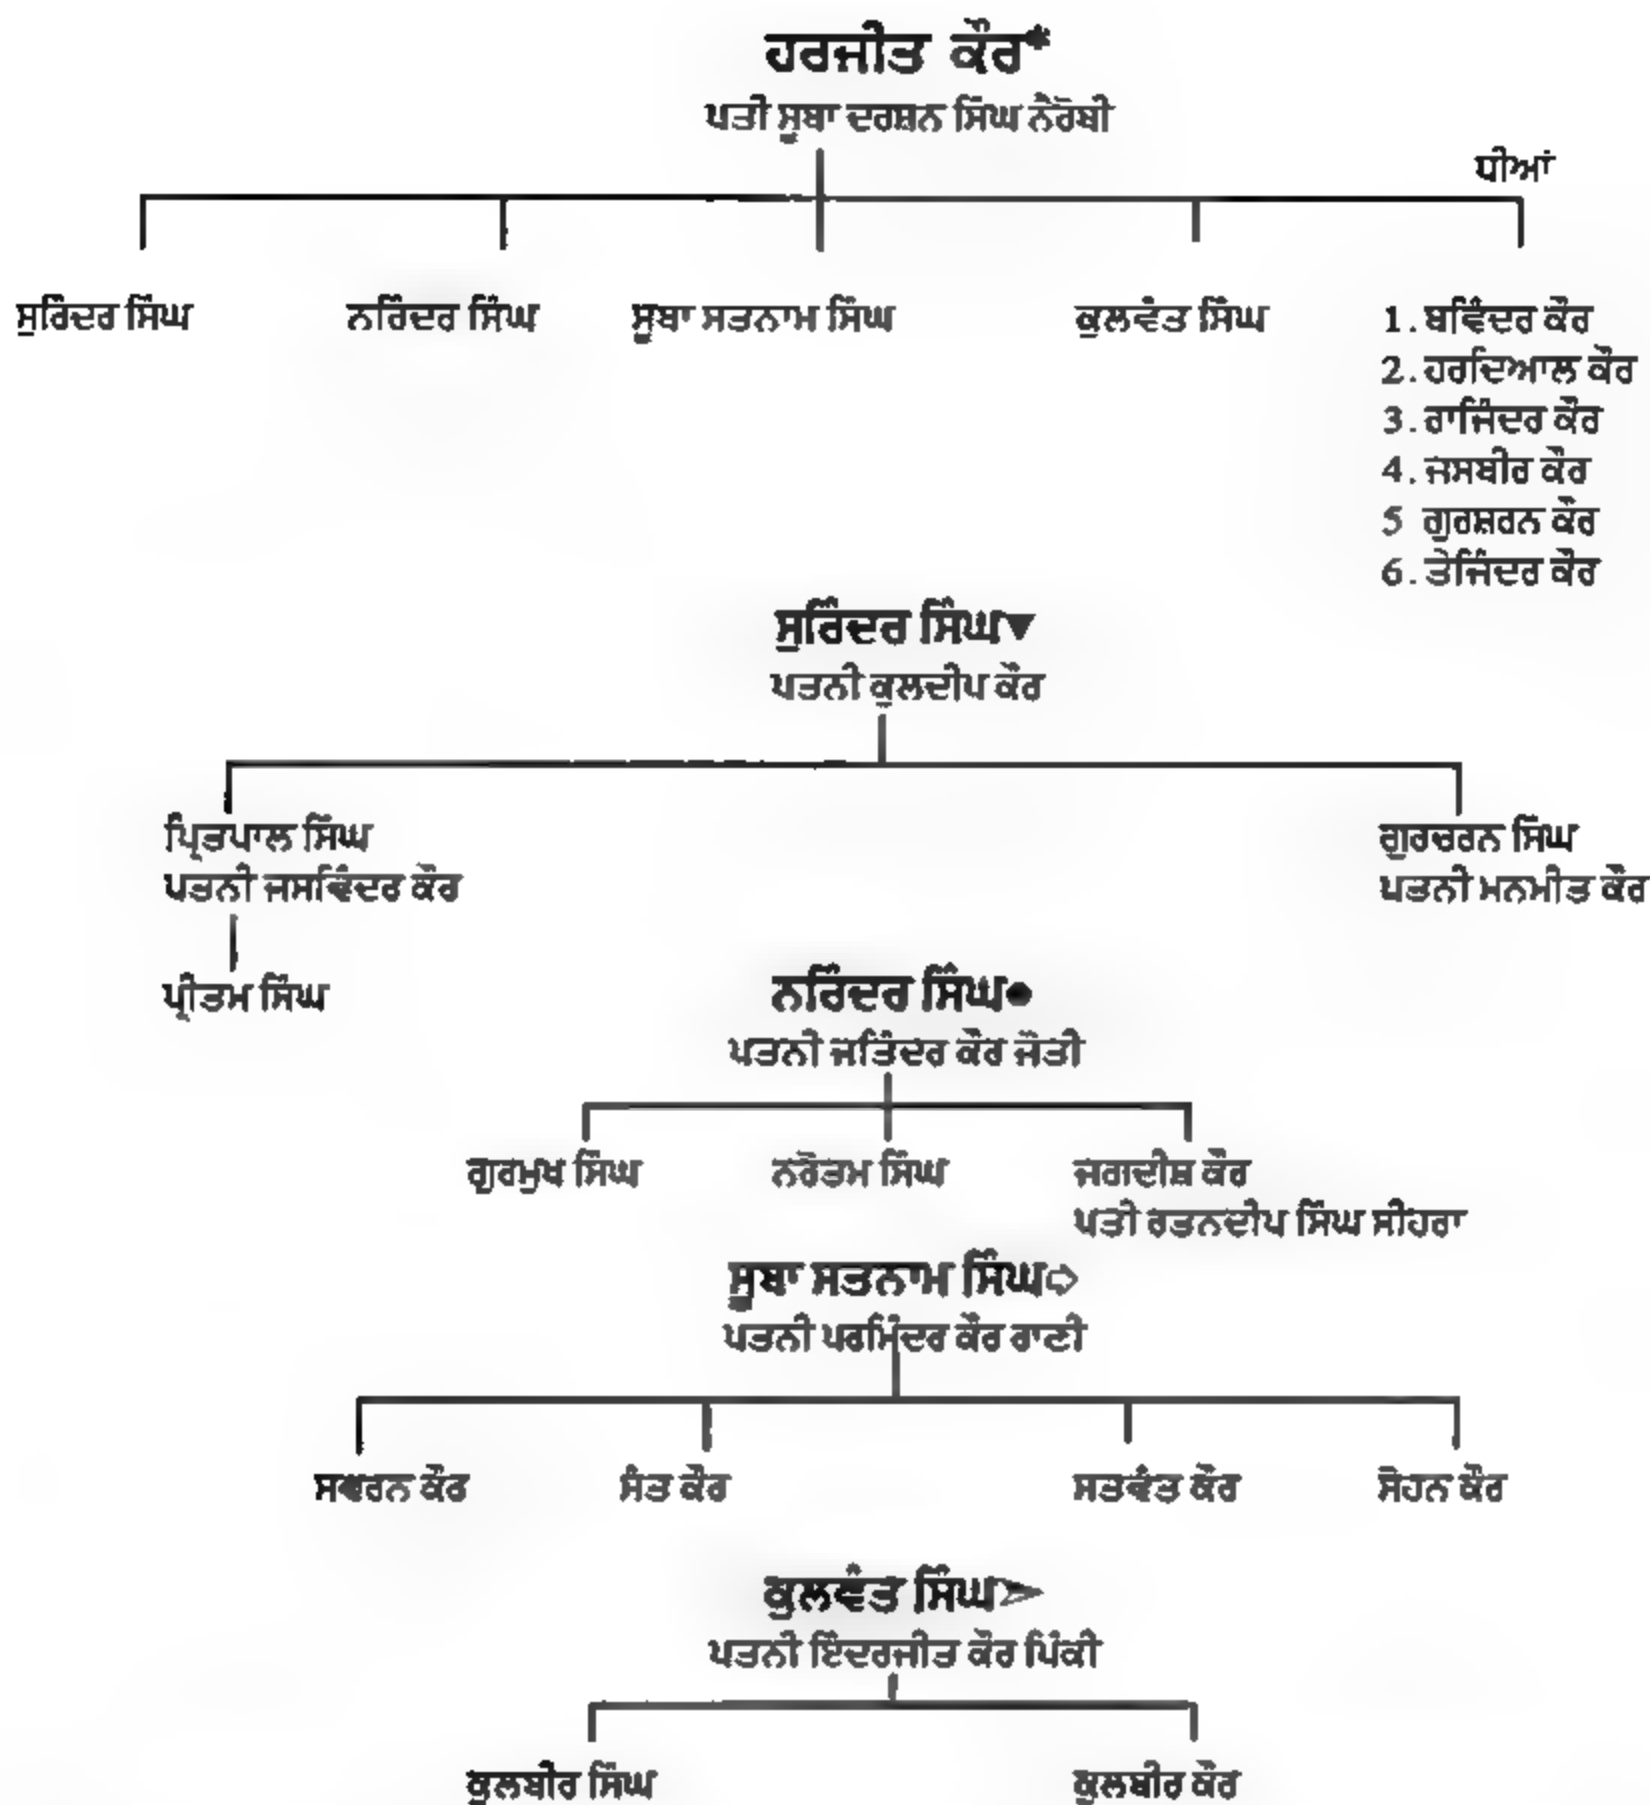 ਹਰਜੀਤ ਕੌਰ*
ਪਤੀ ਸੂਬਾ ਦਰਸ਼ਨ ਸਿੰਘ ਨੈਰੋਬੀ
ਧੀਆਂ
ਸੁਰਿੰਦਰ ਸਿੰਘ ਨਰਿੰਦਰ ਸਿੰਘ ਸੂਬਾ ਸਤਨਾਮ ਸਿੰਘ ਕੁਲਵੰਤ ਸਿੰਘ 1. ਬਵਿੰਦਰ ਕੌਰ
2. ਹਰਦਿਆਲ ਕੌਰ
3. ਰਾਜਿੰਦਰ ਕੌਰ
4. ਜਸਬੀਰ ਕੌਰ
5 ਗੁਰਸ਼ਰਨ ਕੌਰ
6. ਤੇਜਿੰਦਰ ਕੌਰ
ਸੁਰਿੰਦਰ ਸਿੰਘ▼
ਪਤਨੀ ਕੁਲਦੀਪ ਕੌਰ
ਪ੍ਰਿਤਪਾਲ ਸਿੰਘ ਗੁਰਚਰਨ ਸਿੰਘ
ਪਤਨੀ ਜਸਵਿੰਦਰ ਕੌਰ ਪਤਨੀ ਮਨਮੀਤ ਕੌਰ
ਪ੍ਰੀਤਮ ਸਿੰਘ
ਨਰਿੰਦਰ ਸਿੰਘ●
ਪਤਨੀ ਜਤਿੰਦਰ ਕੌਰ ਜੋਤੀ
ਗੁਰਮੁਖ ਸਿੰਘ ਨਰੋਤਮ ਸਿੰਘ ਜਗਦੀਸ਼ ਕੌਰ
ਪਤੀ ਰਤਨਦੀਪ ਸਿੰਘ ਸੀਹਰਾ
ਸੂਬਾ ਸਤਨਾਮ ਸਿੰਘ➪
ਪਤਨੀ ਪਰਮਿੰਦਰ ਕੌਰ ਰਾਣੀ
ਸਵਰਨ ਕੌਰ ਸੰਤ ਕੌਰ ਸਤਵੰਤ ਕੌਰ ਸੋਹਨ ਕੌਰ
ਕੁਲਵੰਤ ਸਿੰਘ➢
ਪਤਨੀ ਇੰਦਰਜੀਤ ਕੌਰ ਪਿੰਕੀ
ਕੁਲਬੀਰ ਸਿੰਘ ਕੁਲਬੀਰ ਕੌਰ